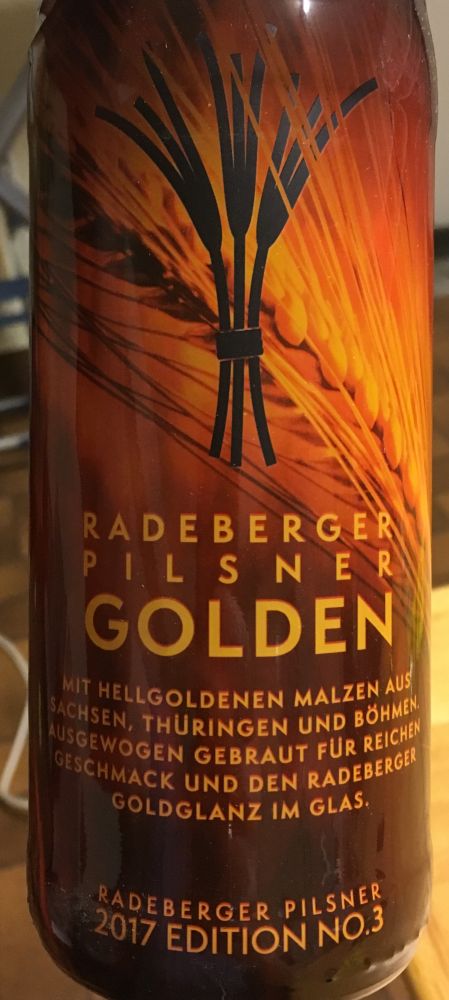 RADEBERGER
PILSNER
GOLDEN
MIT HELLGOLDENEN MALZEN AUS
SACHSEN, THÜRINGEN UND BÖHMEN.
AUSGEWOGEN GEBRAUT FÜR REICHEN
GESCHMACK UND DEN RADEBERGER
GOLDGLANZ IM GLAS.
RADEBERGER PILSNER
2017 EDITION NO.3